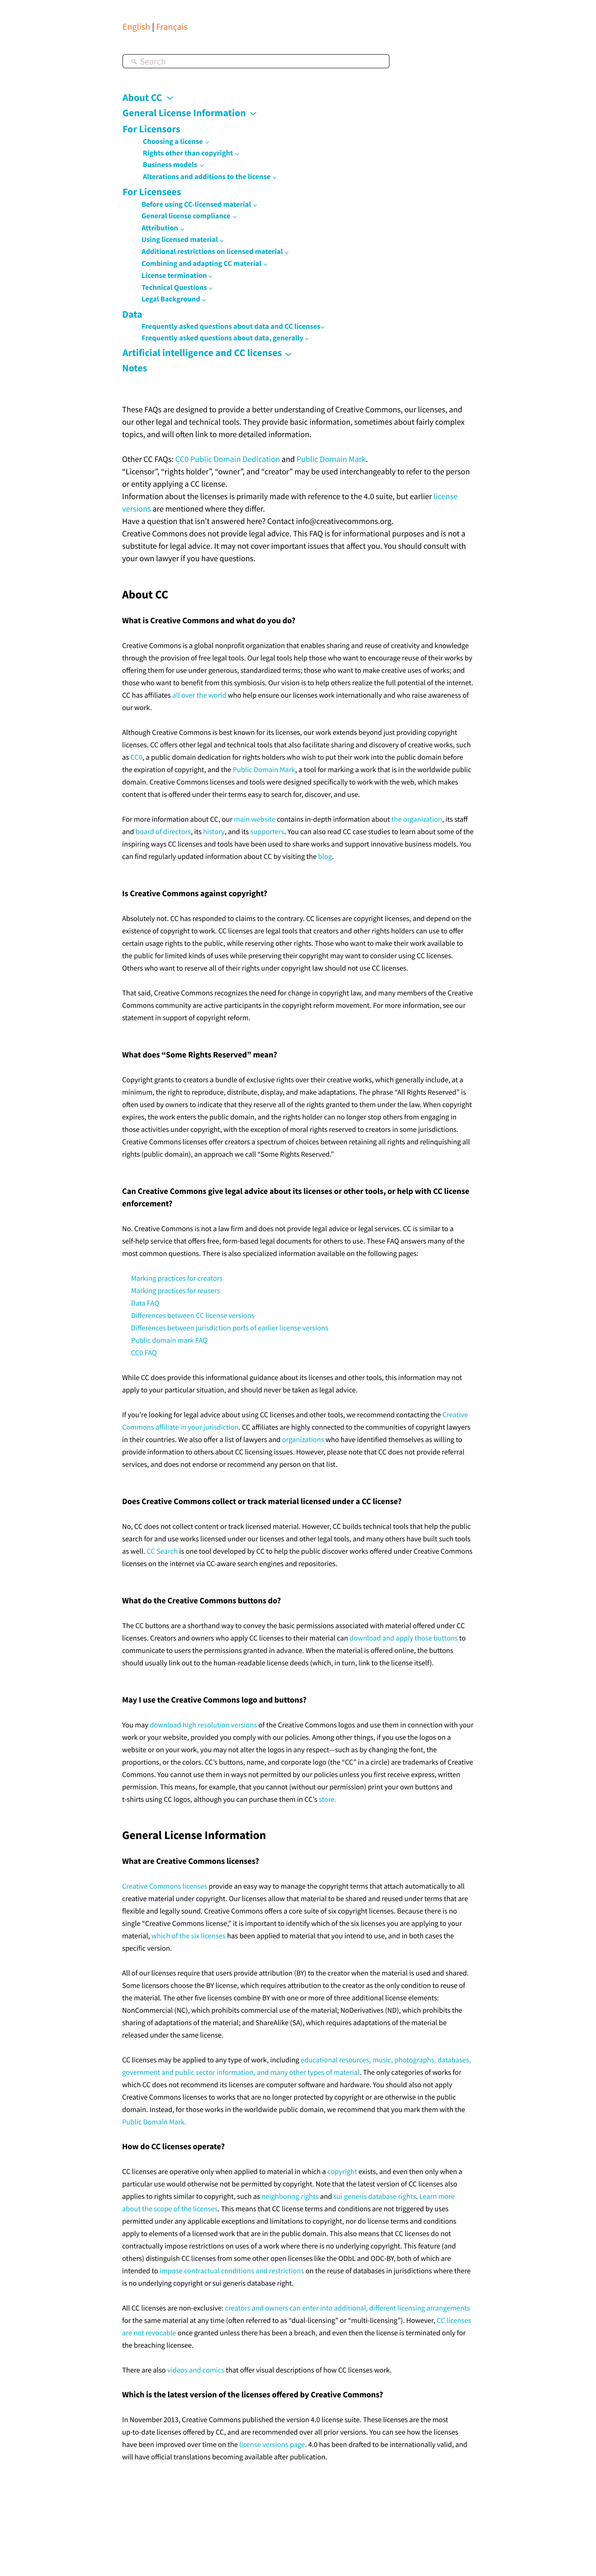 English | Français
Search
About CC
General License Information
For Licensors
Choosing a license
Rights other than copyright
Business models
Alterations and additions to the license
For Licensees
Before using CC-licensed material
General license compliance
Attribution
Using licensed material
Additional restrictions on licensed material
Combining and adapting CC material
License termination
Technical Questions
Legal Background
Data
Frequently asked questions about data and CC licenses
Frequently asked questions about data, generally
Artificial intelligence and CC licenses
Notes
These FAQs are designed to provide a better understanding of Creative Commons, our licenses, and
our other legal and technical tools. They provide basic information, sometimes about fairly complex
topics, and will often link to more detailed information.
Other CC FAQs: CC0 Public Domain Dedication and Public Domain Mark.
“Licensor”, “rights holder”, “owner”, and “creator” may be used interchangeably to refer to the person
or entity applying a CC license.
Information about the licenses is primarily made with reference to the 4.0 suite, but earlier license
versions are mentioned where they differ.
Have a question that isn’t answered here? Contact info@creativecommons.org.
Creative Commons does not provide legal advice. This FAQ is for informational purposes and is not a
substitute for legal advice. It may not cover important issues that affect you. You should consult with
your own lawyer if you have questions.
About CC
What is Creative Commons and what do you do?
Creative Commons is a global nonprofit organization that enables sharing and reuse of creativity and knowledge
through the provision of free legal tools. Our legal tools help those who want to encourage reuse of their works by
offering them for use under generous, standardized terms; those who want to make creative uses of works; and
those who want to benefit from this symbiosis. Our vision is to help others realize the full potential of the internet.
CC has affiliates all over the world who help ensure our licenses work internationally and who raise awareness of
our work.
Although Creative Commons is best known for its licenses, our work extends beyond just providing copyright
licenses. CC offers other legal and technical tools that also facilitate sharing and discovery of creative works, such
as CC0, a public domain dedication for rights holders who wish to put their work into the public domain before
the expiration of copyright, and the Public Domain Mark, a tool for marking a work that is in the worldwide public
domain. Creative Commons licenses and tools were designed specifically to work with the web, which makes
content that is offered under their terms easy to search for, discover, and use.
For more information about CC, our main website contains in-depth information about the organization, its staff
and board of directors, its history, and its supporters. You can also read CC case studies to learn about some of the
inspiring ways CC licenses and tools have been used to share works and support innovative business models. You
can find regularly updated information about CC by visiting the blog.
Is Creative Commons against copyright?
Absolutely not. CC has responded to claims to the contrary. CC licenses are copyright licenses, and depend on the
existence of copyright to work. CC licenses are legal tools that creators and other rights holders can use to offer
certain usage rights to the public, while reserving other rights. Those who want to make their work available to
the public for limited kinds of uses while preserving their copyright may want to consider using CC licenses.
Others who want to reserve all of their rights under copyright law should not use CC licenses.
That said, Creative Commons recognizes the need for change in copyright law, and many members of the Creative
Commons community are active participants in the copyright reform movement. For more information, see our
statement in support of copyright reform.
What does “Some Rights Reserved” mean?
Copyright grants to creators a bundle of exclusive rights over their creative works, which generally include, at a
minimum, the right to reproduce, distribute, display, and make adaptations. The phrase “All Rights Reserved” is
often used by owners to indicate that they reserve all of the rights granted to them under the law. When copyright
expires, the work enters the public domain, and the rights holder can no longer stop others from engaging in
those activities under copyright, with the exception of moral rights reserved to creators in some jurisdictions.
Creative Commons licenses offer creators a spectrum of choices between retaining all rights and relinquishing all
rights (public domain), an approach we call “Some Rights Reserved.”
Can Creative Commons give legal advice about its licenses or other tools, or help with CC license
enforcement?
No. Creative Commons is not a law firm and does not provide legal advice or legal services. CC is similar to a
self-help service that offers free, form-based legal documents for others to use. These FAQ answers many of the
most common questions. There is also specialized information available on the following pages:
Marking practices for creators
Marking practices for reusers
Data FAQ
Differences between CC license versions
Differences between jurisdiction ports of earlier license versions
Public domain mark FAQ
CC0 FAQ
While CC does provide this informational guidance about its licenses and other tools, this information may not
apply to your particular situation, and should never be taken as legal advice.
If you’re looking for legal advice about using CC licenses and other tools, we recommend contacting the Creative
Commons affiliate in your jurisdiction. CC affiliates are highly connected to the communities of copyright lawyers
in their countries. We also offer a list of lawyers and organizations who have identified themselves as willing to
provide information to others about CC licensing issues. However, please note that CC does not provide referral
services, and does not endorse or recommend any person on that list.
Does Creative Commons collect or track material licensed under a CC license?
No, CC does not collect content or track licensed material. However, CC builds technical tools that help the public
search for and use works licensed under our licenses and other legal tools, and many others have built such tools
as well. CC Search is one tool developed by CC to help the public discover works offered under Creative Commons
licenses on the internet via CC-aware search engines and repositories.
What do the Creative Commons buttons do?
The CC buttons are a shorthand way to convey the basic permissions associated with material offered under CC
licenses. Creators and owners who apply CC licenses to their material can download and apply those buttons to
communicate to users the permissions granted in advance. When the material is offered online, the buttons
should usually link out to the human-readable license deeds (which, in turn, link to the license itself).
May I use the Creative Commons logo and buttons?
You may download high resolution versions of the Creative Commons logos and use them in connection with your
work or your website, provided you comply with our policies. Among other things, if you use the logos on a
website or on your work, you may not alter the logos in any respect—such as by changing the font, the
proportions, or the colors. CC’s buttons, name, and corporate logo (the “CC” in a circle) are trademarks of Creative
Commons. You cannot use them in ways not permitted by our policies unless you first receive express, written
permission. This means, for example, that you cannot (without our permission) print your own buttons and
t-shirts using CC logos, although you can purchase them in CC’s store.
General License Information
What are Creative Commons licenses?
Creative Commons licenses provide an easy way to manage the copyright terms that attach automatically to all
creative material under copyright. Our licenses allow that material to be shared and reused under terms that are
flexible and legally sound. Creative Commons offers a core suite of six copyright licenses. Because there is no
single “Creative Commons license,” it is important to identify which of the six licenses you are applying to your
material, which of the six licenses has been applied to material that you intend to use, and in both cases the
specific version.
All of our licenses require that users provide attribution (BY) to the creator when the material is used and shared.
Some licensors choose the BY license, which requires attribution to the creator as the only condition to reuse of
the material. The other five licenses combine BY with one or more of three additional license elements:
NonCommercial (NC), which prohibits commercial use of the material; NoDerivatives (ND), which prohibits the
sharing of adaptations of the material; and ShareAlike (SA), which requires adaptations of the material be
released under the same license.
CC licenses may be applied to any type of work, including educational resources, music, photographs, databases,
government and public sector information, and many other types of material. The only categories of works for
which CC does not recommend its licenses are computer software and hardware. You should also not apply
Creative Commons licenses to works that are no longer protected by copyright or are otherwise in the public
domain. Instead, for those works in the worldwide public domain, we recommend that you mark them with the
Public Domain Mark.
How do CC licenses operate?
CC licenses are operative only when applied to material in which a copyright exists, and even then only when a
particular use would otherwise not be permitted by copyright. Note that the latest version of CC licenses also
applies to rights similar to copyright, such as neighboring rights and sui generis database rights. Learn more
about the scope of the licenses. This means that CC license terms and conditions are not triggered by uses
permitted under any applicable exceptions and limitations to copyright, nor do license terms and conditions
apply to elements of a licensed work that are in the public domain. This also means that CC licenses do not
contractually impose restrictions on uses of a work where there is no underlying copyright. This feature (and
others) distinguish CC licenses from some other open licenses like the ODbL and ODC-BY, both of which are
intended to impose contractual conditions and restrictions on the reuse of databases in jurisdictions where there
is no underlying copyright or sui generis database right.
All CC licenses are non-exclusive: creators and owners can enter into additional, different licensing arrangements
for the same material at any time (often referred to as “dual-licensing” or “multi-licensing”). However, CC licenses
are not revocable once granted unless there has been a breach, and even then the license is terminated only for
the breaching licensee.
There are also videos and comics that offer visual descriptions of how CC licenses work.
Which is the latest version of the licenses offered by Creative Commons?
In November 2013, Creative Commons published the version 4.0 license suite. These licenses are the most
up-to-date licenses offered by CC, and are recommended over all prior versions. You can see how the licenses
have been improved over time on the license versions page. 4.0 has been drafted to be internationally valid, and
will have official translations becoming available after publication.